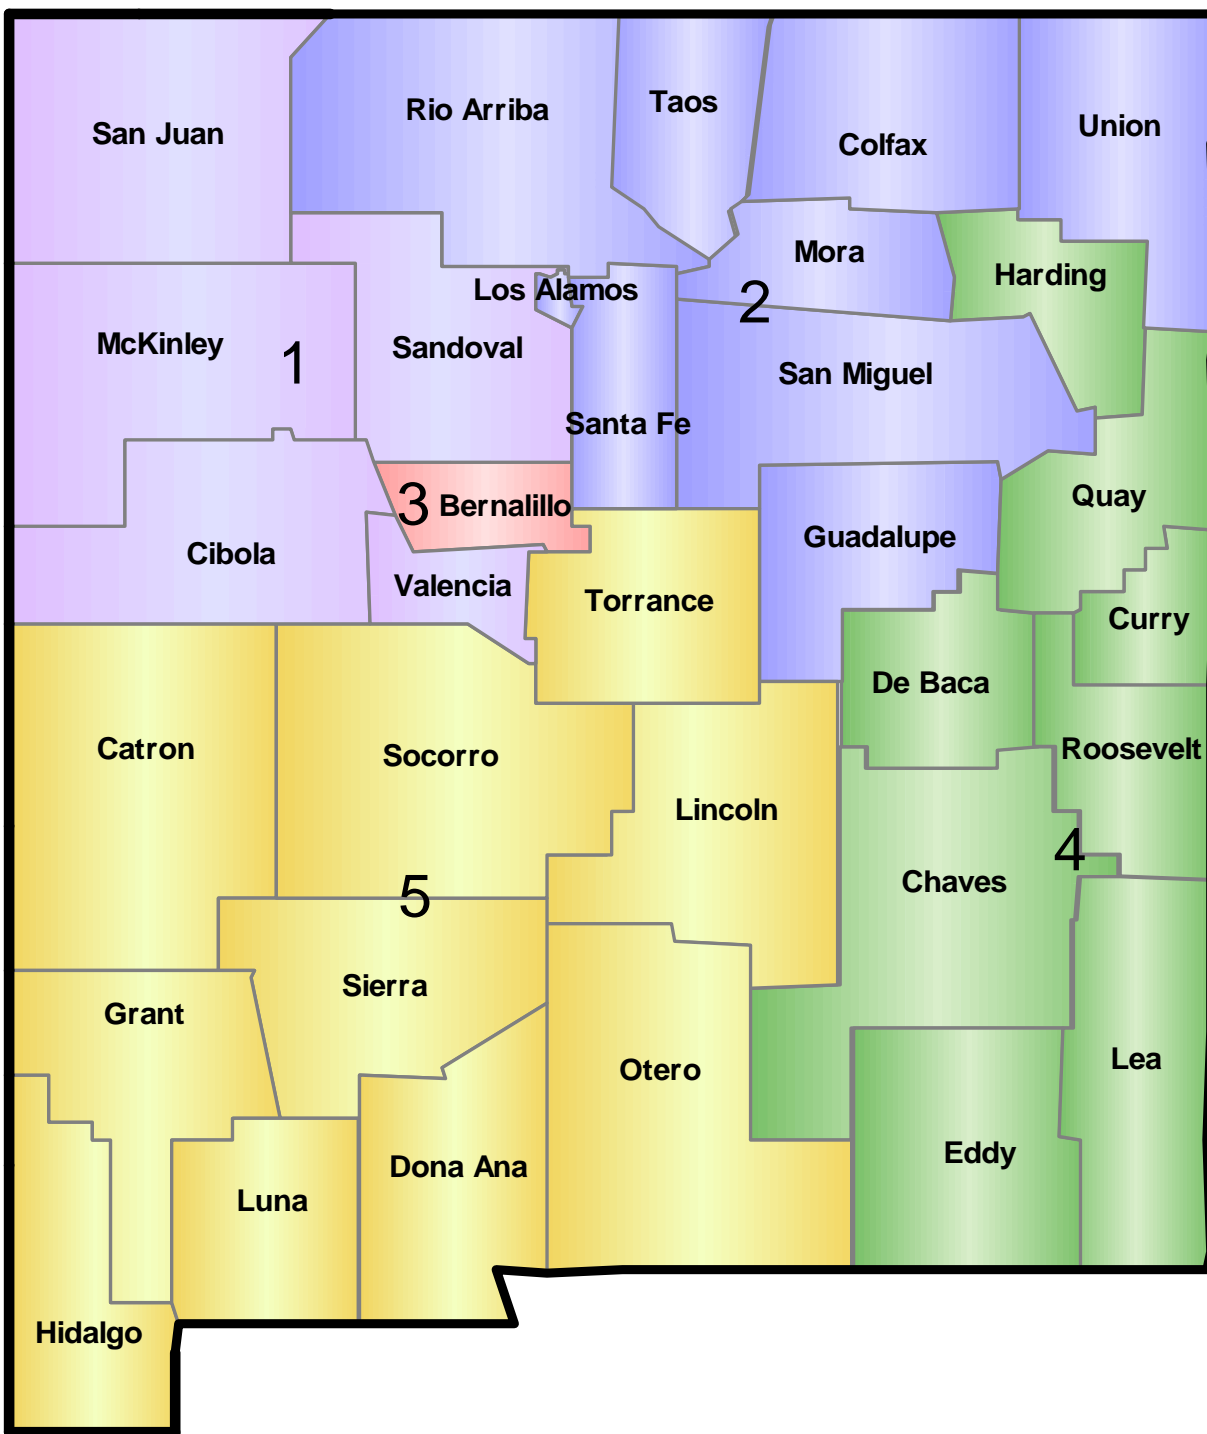 Taos
Rio Arriba
Union
San Juan
Colfax
Mora
Harding
Los Alamos
2
McKinley
Sandoval
1
San Miguel
Santa Fe
Quay
3 Bernalillo
Guadalupe
Cibola
Valencia
Torrance
Curry
De Baca
Catron
Roosevelt
Socorro
Lincoln
4
Chaves
5
Sierra
Grant
Lea
Otero
Eddy
Dona Ana
Luna
Hidalgo